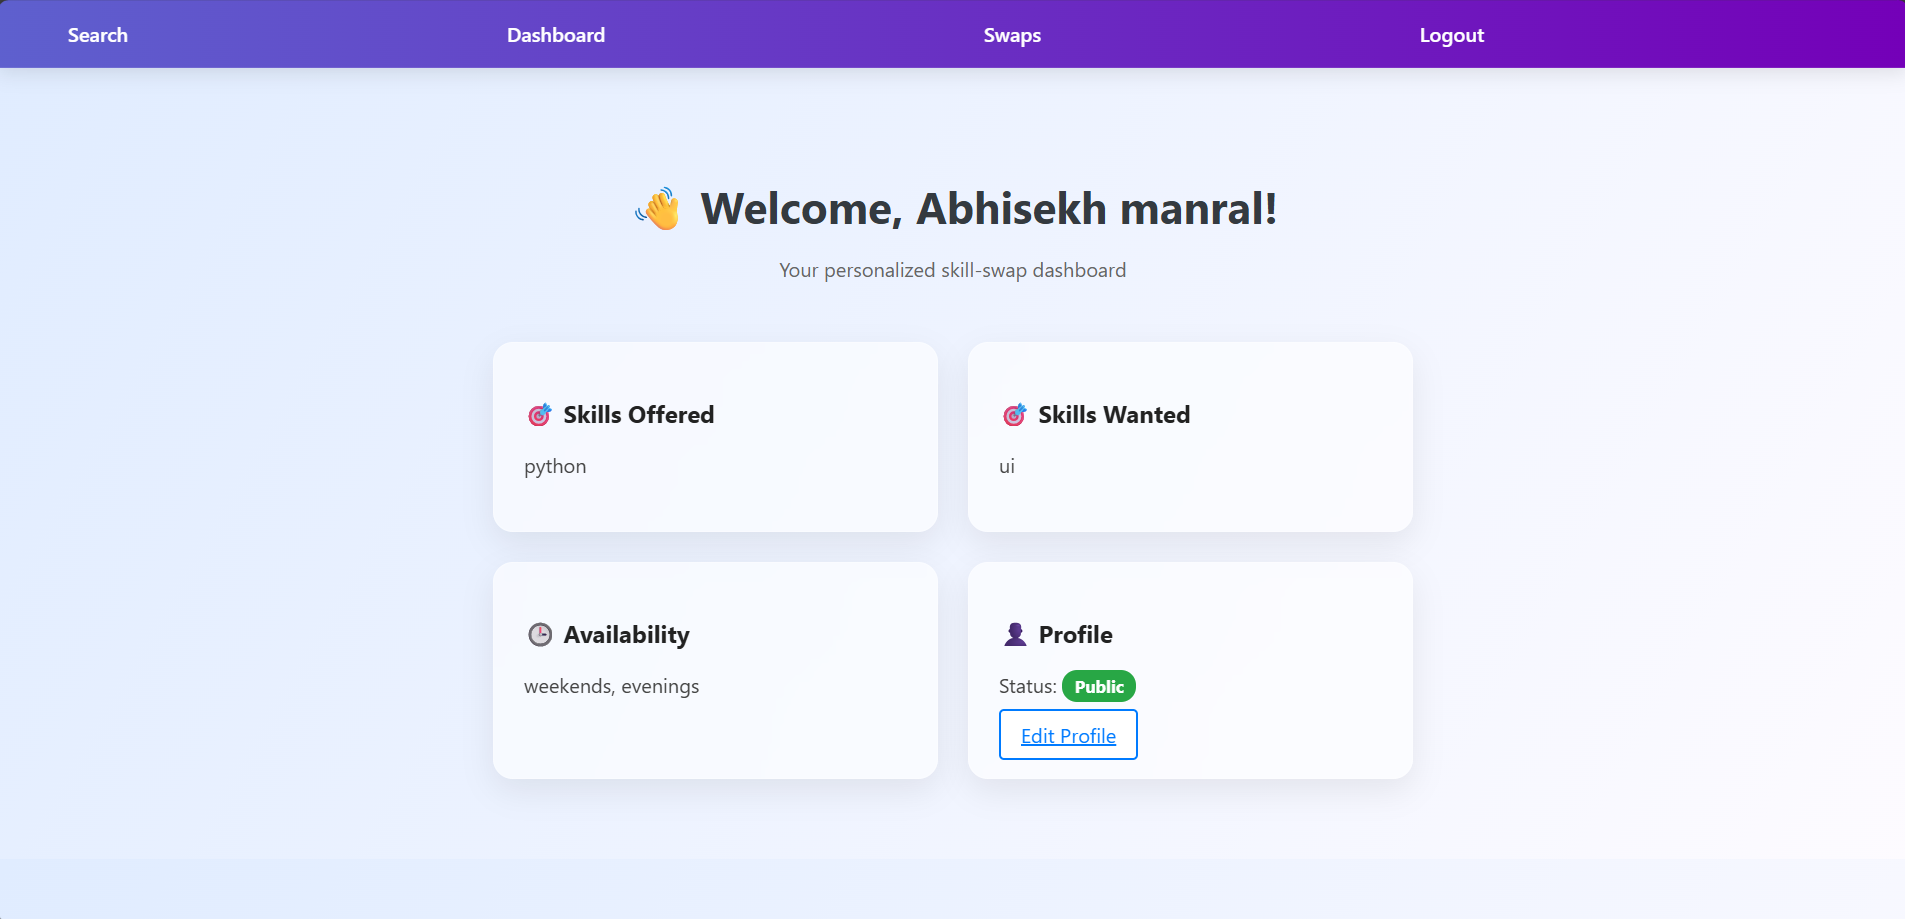 Search Dashboard Swaps Logout
👋 Welcome, Abhisekh manral!
Your personalized skill-swap dashboard
🎯 Skills Offered
python
🎯 Skills Wanted
ui
🕒 Availability
weekends, evenings
👤 Profile
Status: Public
Edit Profile